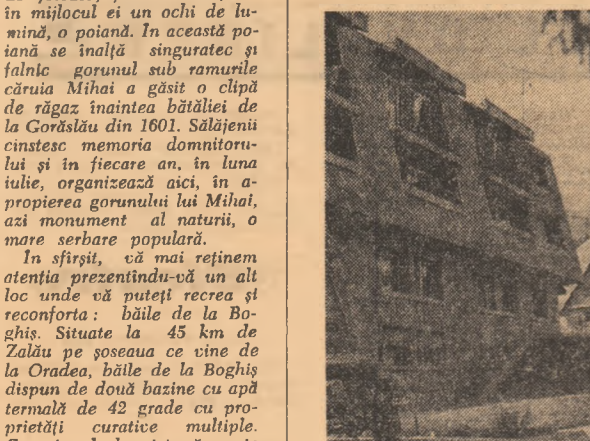 în mijlocul ei un ochi de lu-
mină, o poiană. In această po-
iană se înalță singuratec și
falnic gorunul sub ramurile
căruia Mihai a găsit o clipă
de răgaz înaintea bătăliei de
la Gorăslău din 1601. Sălăjenii
cinstesc memoria domnitoru-
lui și în fiecare an, în luna
iulie, organizează aici, în a-
propierea gorunului lui Mihai,
azi monument al naturii, o
mare serbare populară.
In sfîrșit, vă mai reținem
atenția prezentîndu-vă un alt
loc unde vă puteți recrea și
reconforta : băile de la Bo-
ghiș. Situate la 45 km de
Zalău pe șoseaua ce vine de
la Oradea, băile de la Boghiș
dispun de două bazine cu apă
termală de 42 grade cu pro-
prietăți curative multiple.